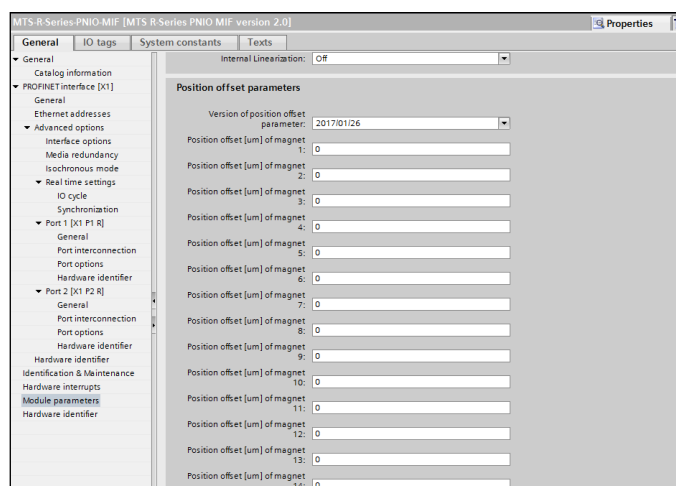 MTS-R-Series-PNIO-MIF [MTS R-Series PNIO MIF version 2.0]
Properties
General IO tags System constants Texts
General
Catalog information
PROFINET interface [X1]
General
Ethernet addresses
Advanced options
Interface options
Media redundancy
Isochronous mode
Real time settings
IO cycle
Synchronization
Port 1 [X1 P1 R]
General
Port interconnection
Port options
Hardware identifier
Port 2 [X1 P2 R]
General
Port interconnection
Port options
Hardware identifier
Hardware identifier
Identification & Maintenance
Hardware interrupts
Module parameters
Hardware identifier
Internal Linearization: Off
Position offset parameters
Version of position offset
parameter: 2017/01/26
Position offset [um] of magnet
1: 0
Position offset [um] of magnet
2: 0
Position offset [um] of magnet
3: 0
Position offset [um] of magnet
4: 0
Position offset [um] of magnet
5: 0
Position offset [um] of magnet
6: 0
Position offset [um] of magnet
7: 0
Position offset [um] of magnet
8: 0
Position offset [um] of magnet
9: 0
Position offset [um] of magnet
10: 0
Position offset [um] of magnet
11: 0
Position offset [um] of magnet
12: 0
Position offset [um] of magnet
13: 0
Position offset [um] of magnet
14: 0